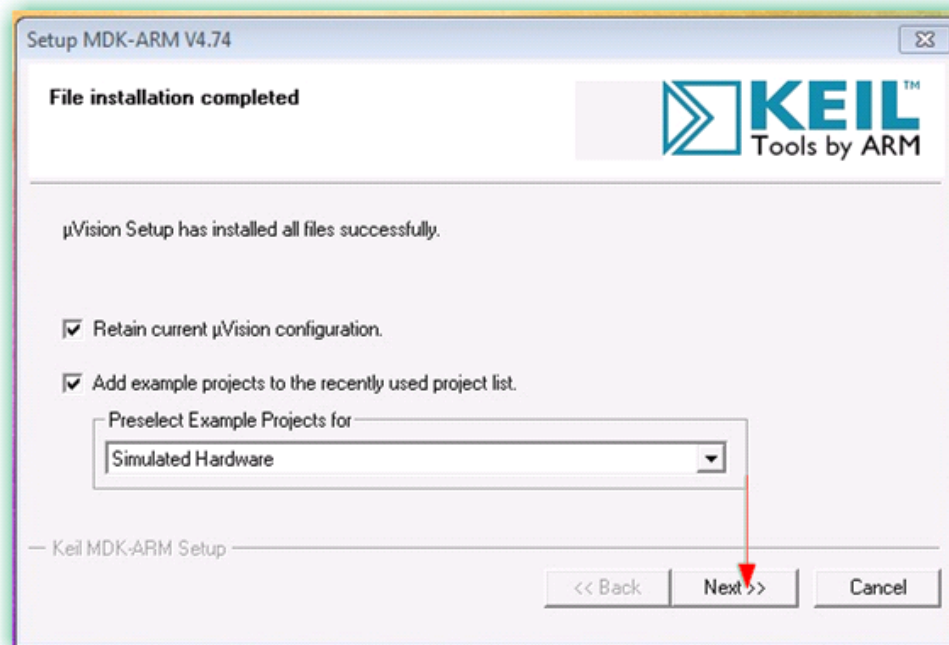 Setup MDK-ARM V4.74
File installation completed
KEIL™
Tools by ARM
µVision Setup has installed all files successfully.
Retain current µVision configuration.
Add example projects to the recently used project list.
Preselect Example Projects for
Simulated Hardware
Keil MDK-ARM Setup
<< Back Next >> Cancel